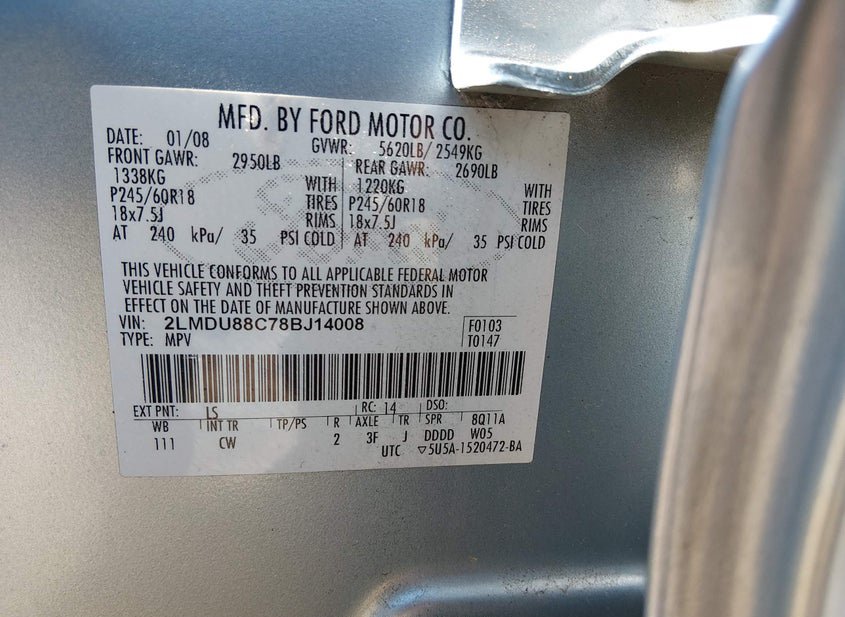 MFD. BY FORD MOTOR CO.
DATE: 01/08 GVWR: 5620LB/ 2549KG
FRONT GAWR: 2950LB REAR GAWR: 2690LB
1338KG WITH 1220KG WITH
P245/60R18 TIRES P245/60R18 TIRES
18x7.5J RIMS 18x7.5J RIMS
AT 240 kPa/ 35 PSI COLD AT 240 kPa/ 35 PSI COLD
THIS VEHICLE CONFORMS TO ALL APPLICABLE FEDERAL MOTOR
VEHICLE SAFETY AND THEFT PREVENTION STANDARDS IN
EFFECT ON THE DATE OF MANUFACTURE SHOWN ABOVE.
VIN: 2LMDU88C78BJ14008 F0103
TYPE: MPV T0147
EXT PNT: LS RC: 14 DSO:
WB INT TR TP/PS R AXLE TR SPR 8Q11A
111 CW 2 3F J DDDD W05
UTC ▽5U5A-1520472-BA